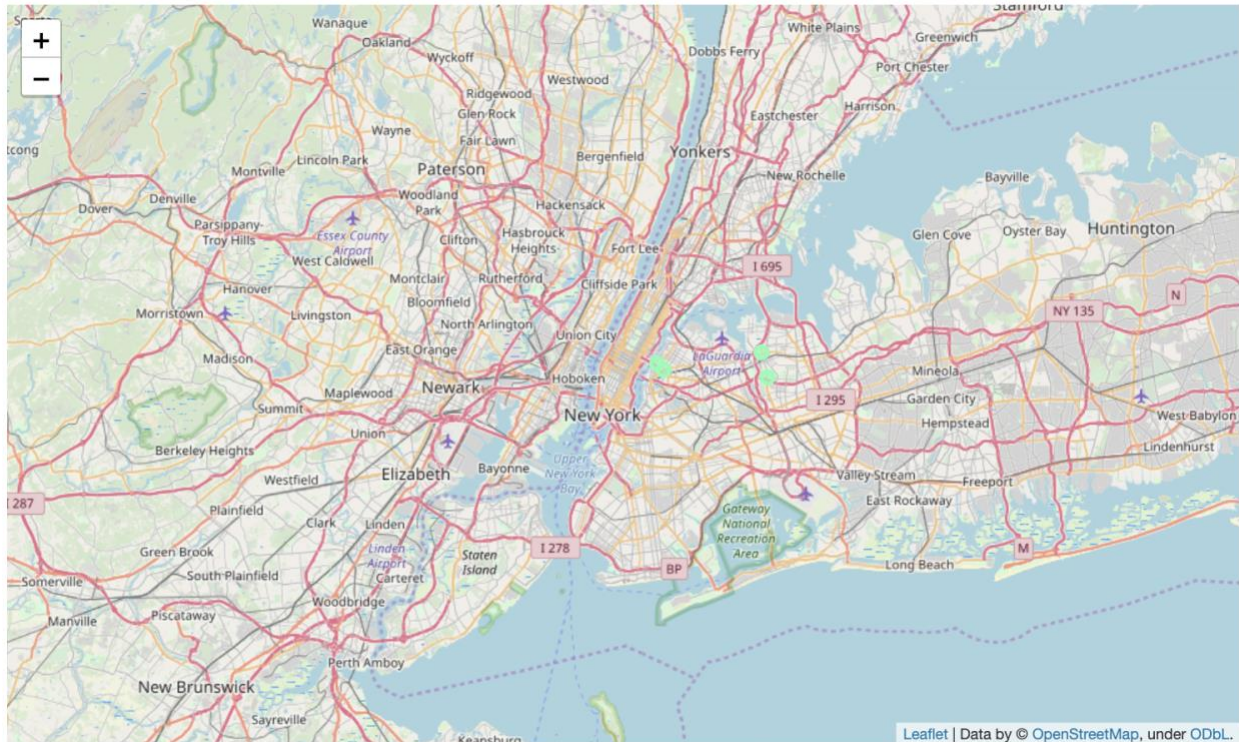 Stamford
Wanaque
White Plains
Greenwich
Oakland
Wyckoff
Dobbs Ferry
+
−
Westwood
Port Chester
Ridgewood
Harrison
Glen Rock
Eastchester
Wayne
Fair Lawn
Yonkers
Lincoln Park
Bergenfield
Paterson
Montville
New Rochelle
Bayville
Denville
Woodland
Park
Dover
Hackensack
Parsippany-
Troy Hills
Essex County
Airport
Hasbrouck
Heights
Clifton
Fort Lee
Glen Cove
Oyster Bay
Huntington
West Caldwell
I 695
Montclair
Rutherford
Cliffside Park
Hanover
Bloomfield
N
Morristown
Livingston
North Arlington
Union City
NY 135
East Orange
LaGuardia
Airport
Madison
Newark
Hoboken
Mineola
Maplewood
Summit
New York
I 295
Garden City
West Babylon
Union
Hempstead
Berkeley Heights
Lindenhurst
Elizabeth
Bayonne
Upper
New York
Bay
Valley Stream
Freeport
Westfield
East Rockaway
I 287
Plainfield
Clark
Linden
Gateway
National
Recreation
Area
Green Brook
Linden
Airport
Staten
Island
I 278
M
South Plainfield
Carteret
BP
Long Beach
Somerville
Woodbridge
Manville
Piscataway
Perth Amboy
New Brunswick
Sayreville
Keansburg
Leaflet | Data by © OpenStreetMap, under ODbL.